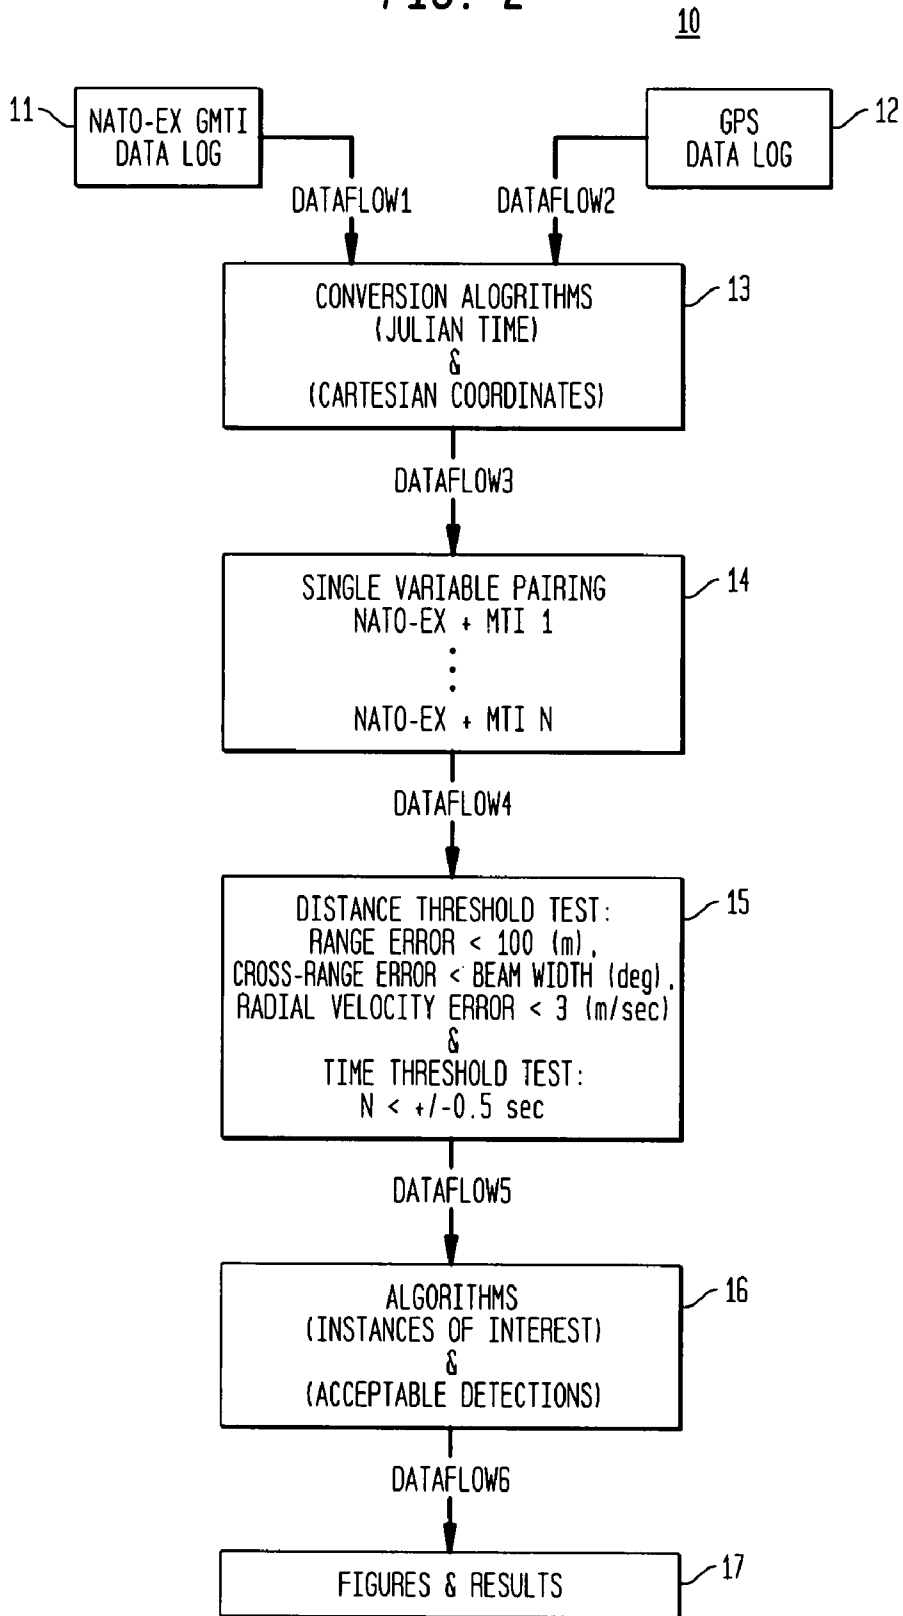 FIG. 2
10
11
NATO-EX GMTI
DATA LOG
GPS
DATA LOG
12
DATAFLOW1
DATAFLOW2
CONVERSION ALOGRITHMS
(JULIAN TIME)
&
(CARTESIAN COORDINATES)
13
DATAFLOW3
SINGLE VARIABLE PAIRING
NATO-EX + MTI 1
NATO-EX + MTI N
14
DATAFLOW4
DISTANCE THRESHOLD TEST:
RANGE ERROR < 100 (m),
CROSS-RANGE ERROR < BEAM WIDTH (deg),
RADIAL VELOCITY ERROR < 3 (m/sec)
&
TIME THRESHOLD TEST:
N < +/-0.5 sec
15
DATAFLOW5
ALGORITHMS
(INSTANCES OF INTEREST)
&
(ACCEPTABLE DETECTIONS)
16
DATAFLOW6
FIGURES & RESULTS
17